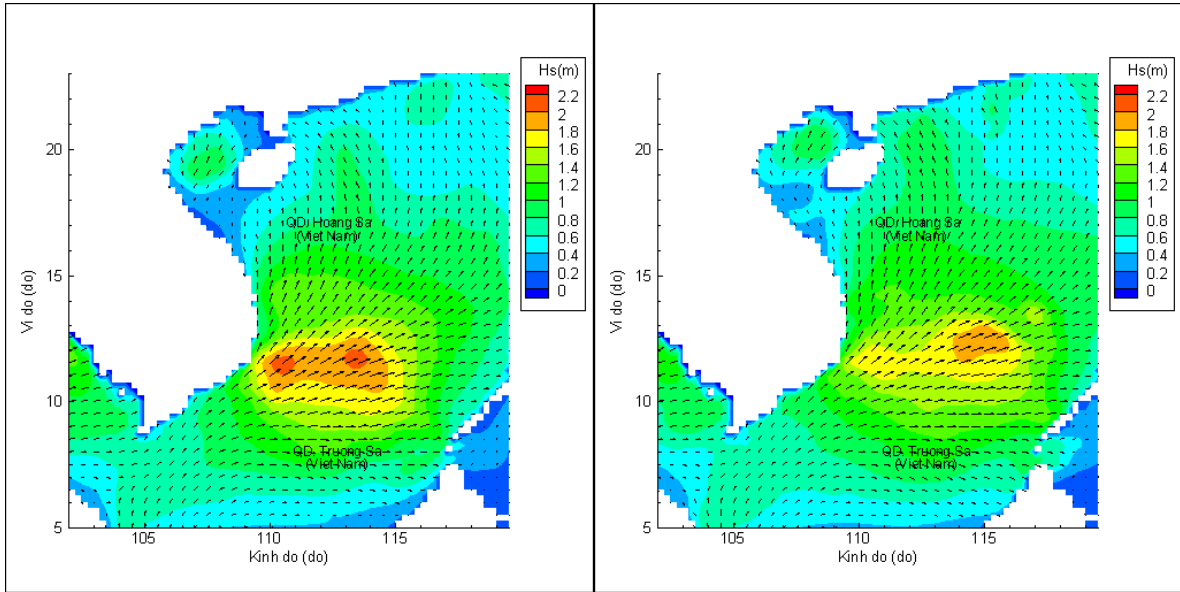 Hs(m)
2.2
2
1.8
1.6
1.4
1.2
1
0.8
0.6
0.4
0.2
0
20
15
10
5
Vi do (do)
QD. Hoang Sa
(Viet Nam)
QD. Truong Sa
(Viet Nam)
105
110
115
Kinh do (do)
Hs(m)
2.2
2
1.8
1.6
1.4
1.2
1
0.8
0.6
0.4
0.2
0
20
15
10
5
Vi do (do)
QD. Hoang Sa
(Viet Nam)
QD. Truong Sa
(Viet Nam)
105
110
115
Kinh do (do)